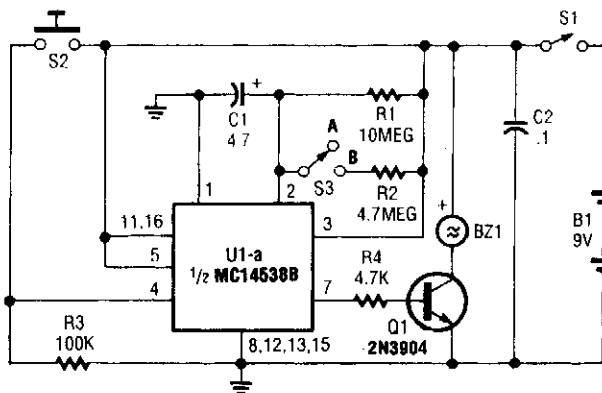 S1
S2
C1
4.7
+
A
B
S3
R1
10MEG
R2
4.7MEG
C2
.1
1
2
3
11,16
5
4
U1-a
1/2 MC14538B
7
R4
4.7K
+
BZ1
B1
9V
Q1
2N3904
R3
100K
8,12,13,15